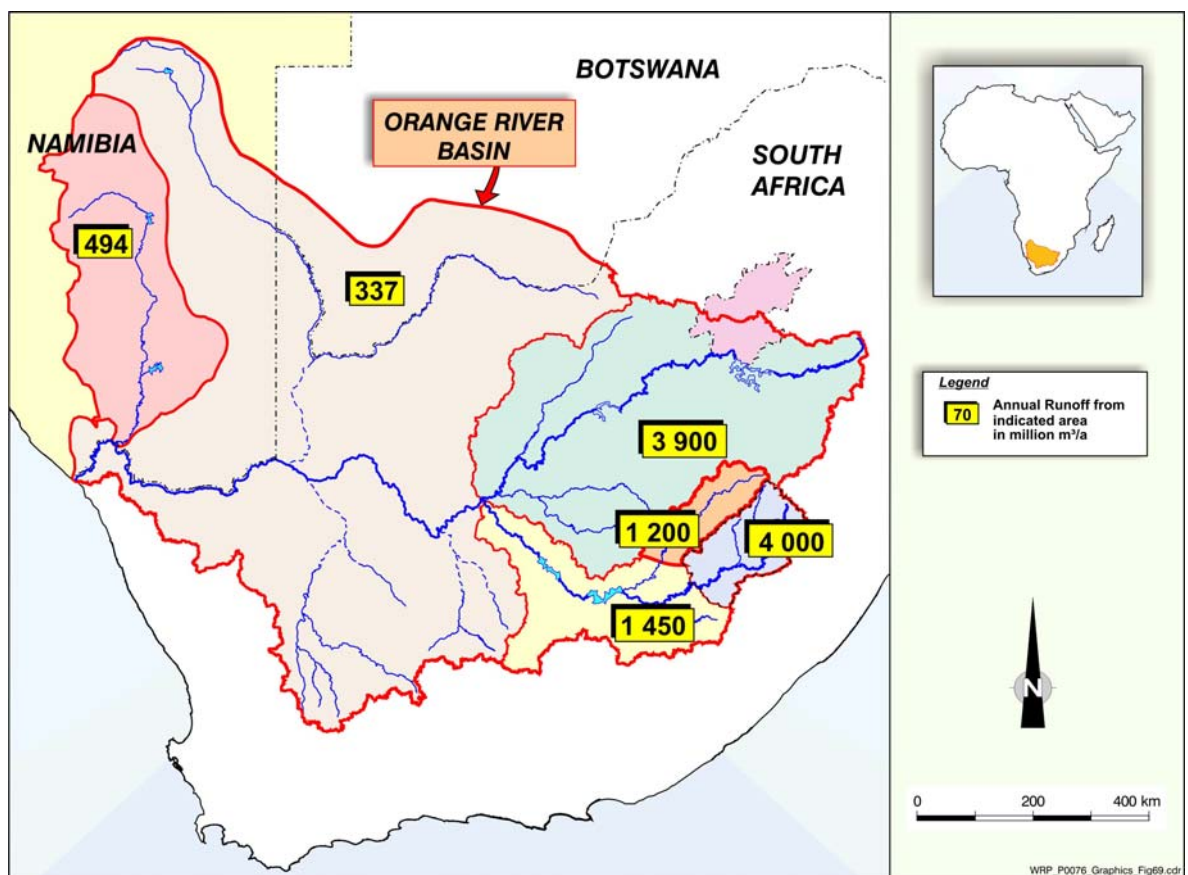 BOTSWANA
ORANGE RIVER
BASIN
NAMIBIA
SOUTH
AFRICA
494
337
3 900
1 200
4 000
1 450
Legend
70
Annual Runoff from
indicated area
in million m³/a
N
0 200 400 km
WRP_P0076_Graphics_Fig69.cdr